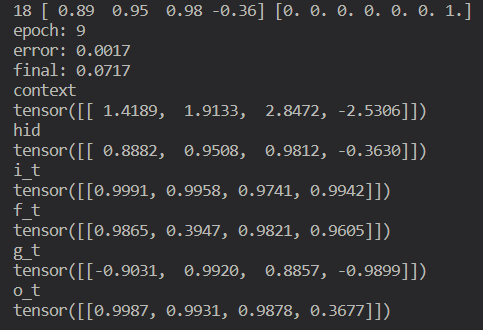 18 [ 0.89  0.95  0.98 -0.36] [0. 0. 0. 0. 0. 0. 1.]
epoch: 9
error: 0.0017
final: 0.0717
context
tensor([[ 1.4189,  1.9133,  2.8472, -2.5306]])
hid
tensor([[ 0.8882,  0.9508,  0.9812, -0.3630]])
i_t
tensor([[0.9991, 0.9958, 0.9741, 0.9942]])
f_t
tensor([[0.9865, 0.3947, 0.9821, 0.9605]])
g_t
tensor([[-0.9031,  0.9920,  0.8857, -0.9899]])
o_t
tensor([[0.9987, 0.9931, 0.9878, 0.3677]])